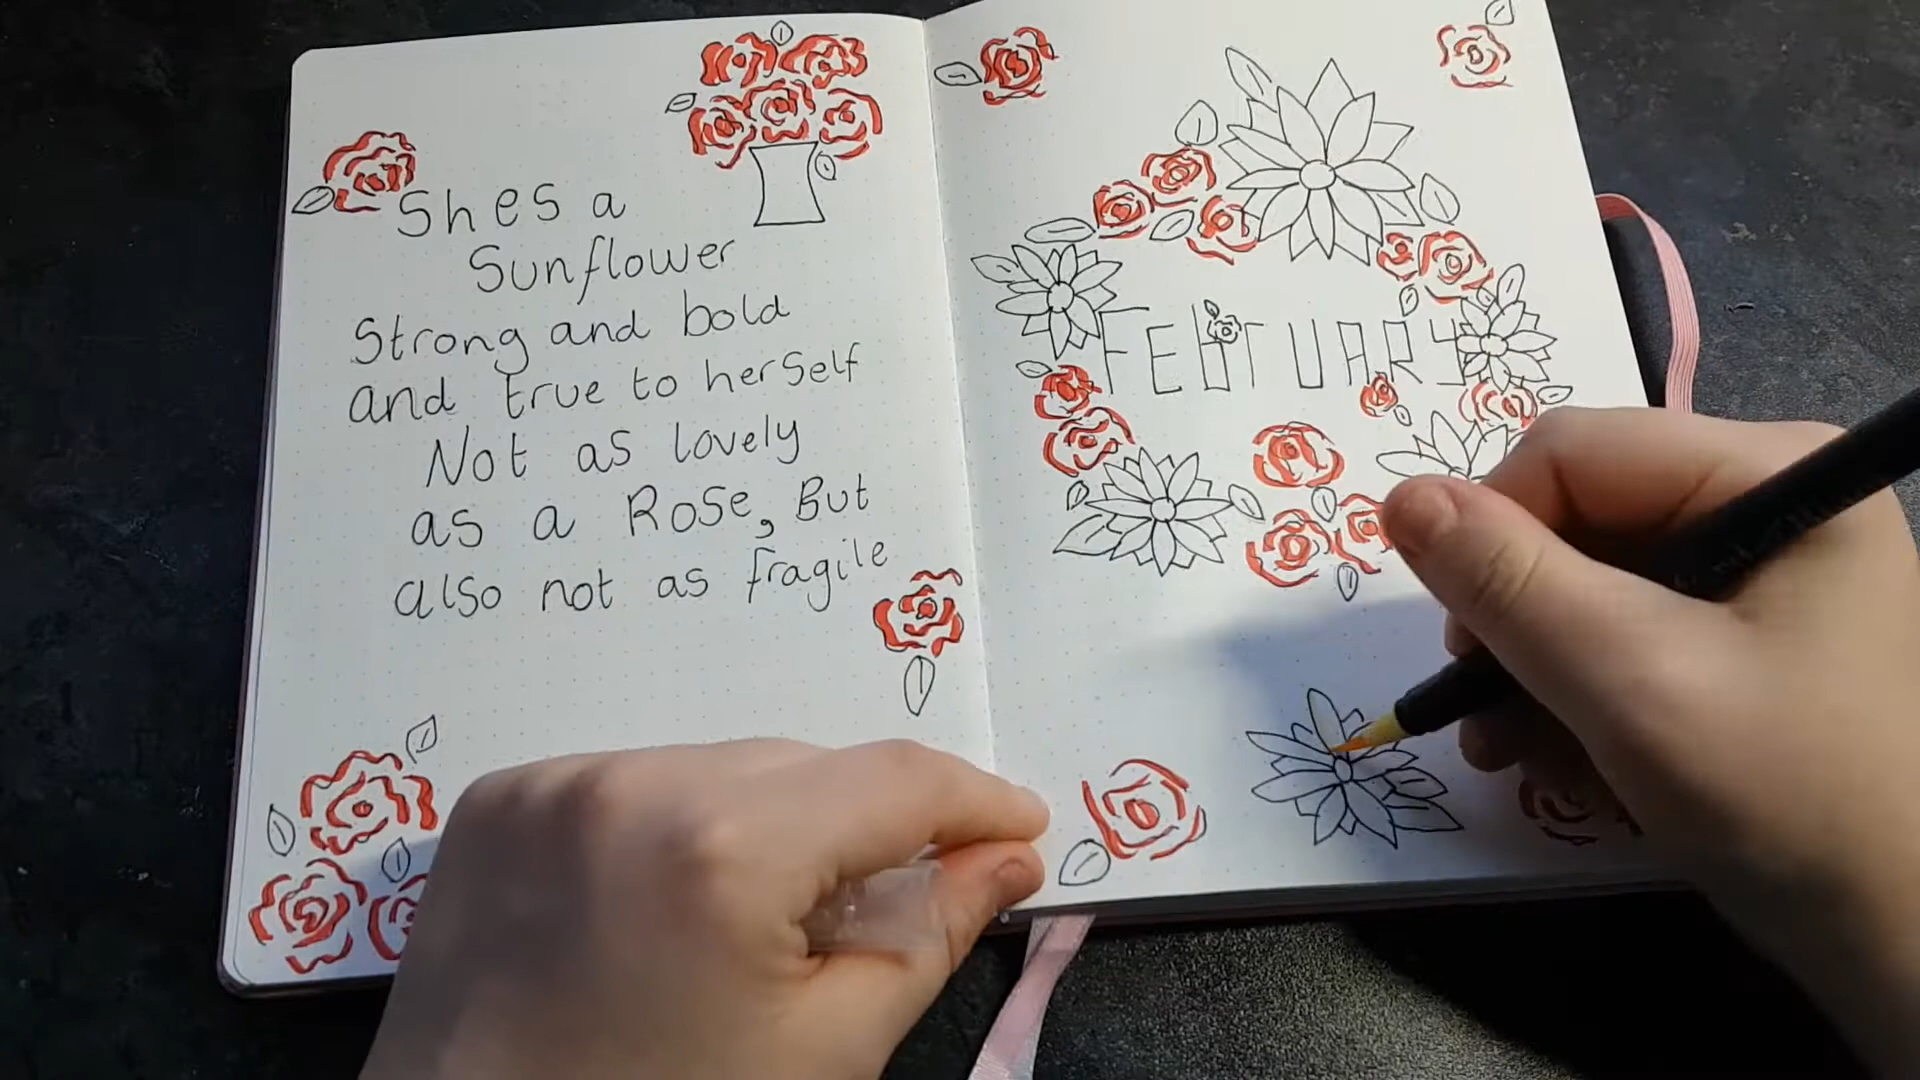 Shes a
Sunflower
Strong and bold
and true to herself
Not as lovely
as a Rose, But
also not as fragile
FebruARY